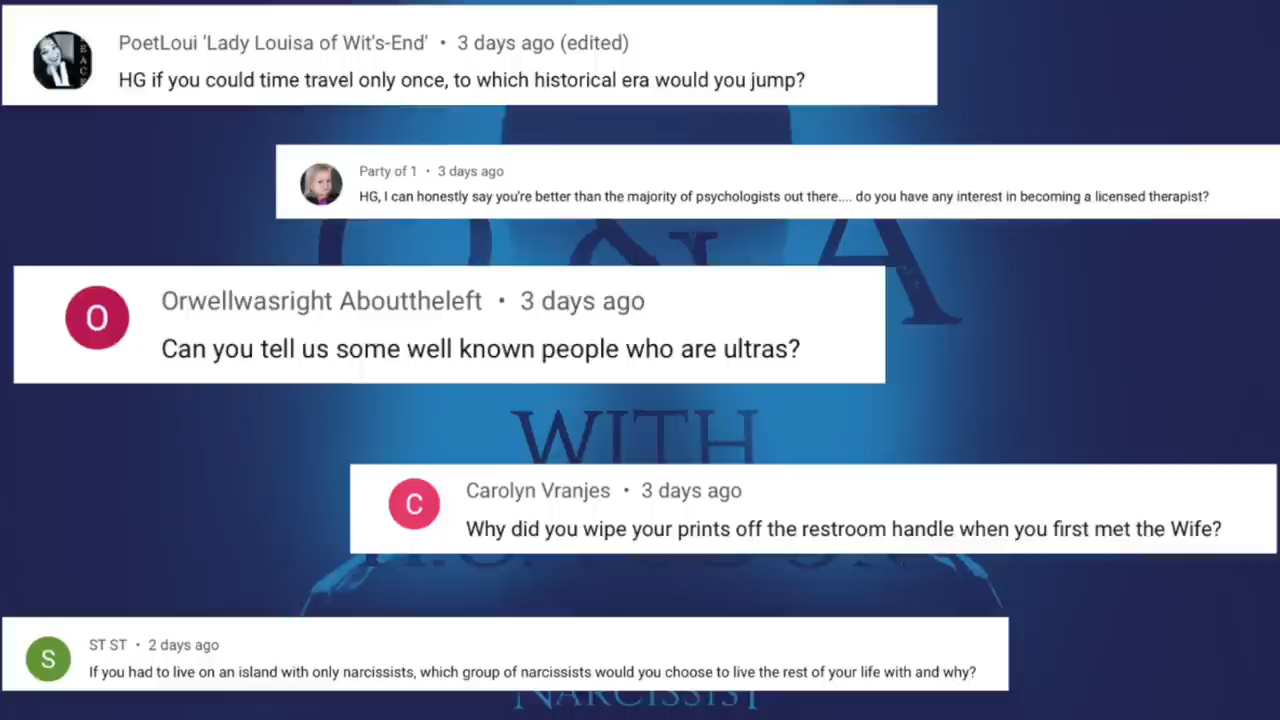 PoetLoui 'Lady Louisa of Wit's-End' • 3 days ago (edited)
HG if you could time travel only once, to which historical era would you jump?
Party of 1 • 3 days ago
HG, I can honestly say you're better than the majority of psychologists out there.... do you have any interest in becoming a licensed therapist?
Q&A
O
Orwellwasright Abouttheleft • 3 days ago
Can you tell us some well known people who are ultras?
WITH
C
Carolyn Vranjes • 3 days ago
Why did you wipe your prints off the restroom handle when you first met the Wife?
S
ST ST • 2 days ago
If you had to live on an island with only narcissists, which group of narcissists would you choose to live the rest of your life with and why?
NARCISSIST